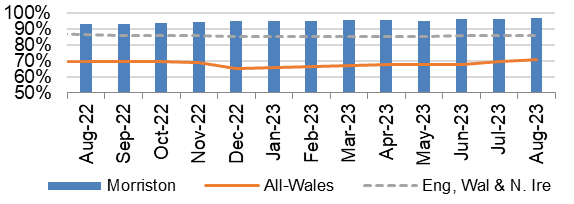 100%
90%
80%
70%
60%
50%
Aug-22
Sep-22
Oct-22
Nov-22
Dec-22
Jan-23
Feb-23
Mar-23
Apr-23
May-23
Jun-23
Jul-23
Aug-23
Morriston All-Wales Eng, Wal & N. Ire